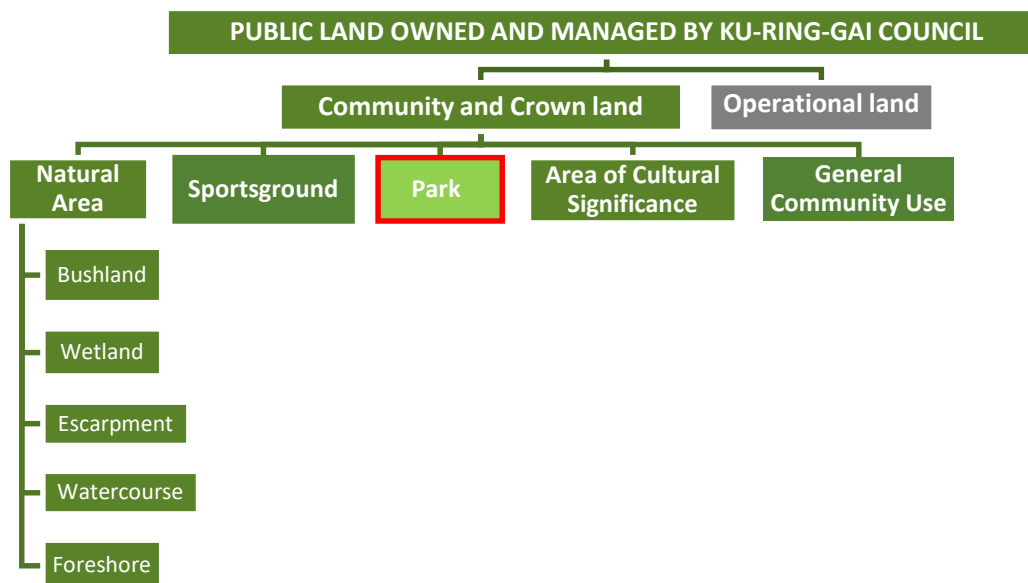 PUBLIC LAND OWNED AND MANAGED BY KU-RING-GAI COUNCIL
Community and Crown land
Operational land
Natural
Area
Sportsground
Park
Area of Cultural
Significance
General
Community Use
Bushland
Wetland
Escarpment
Watercourse
Foreshore